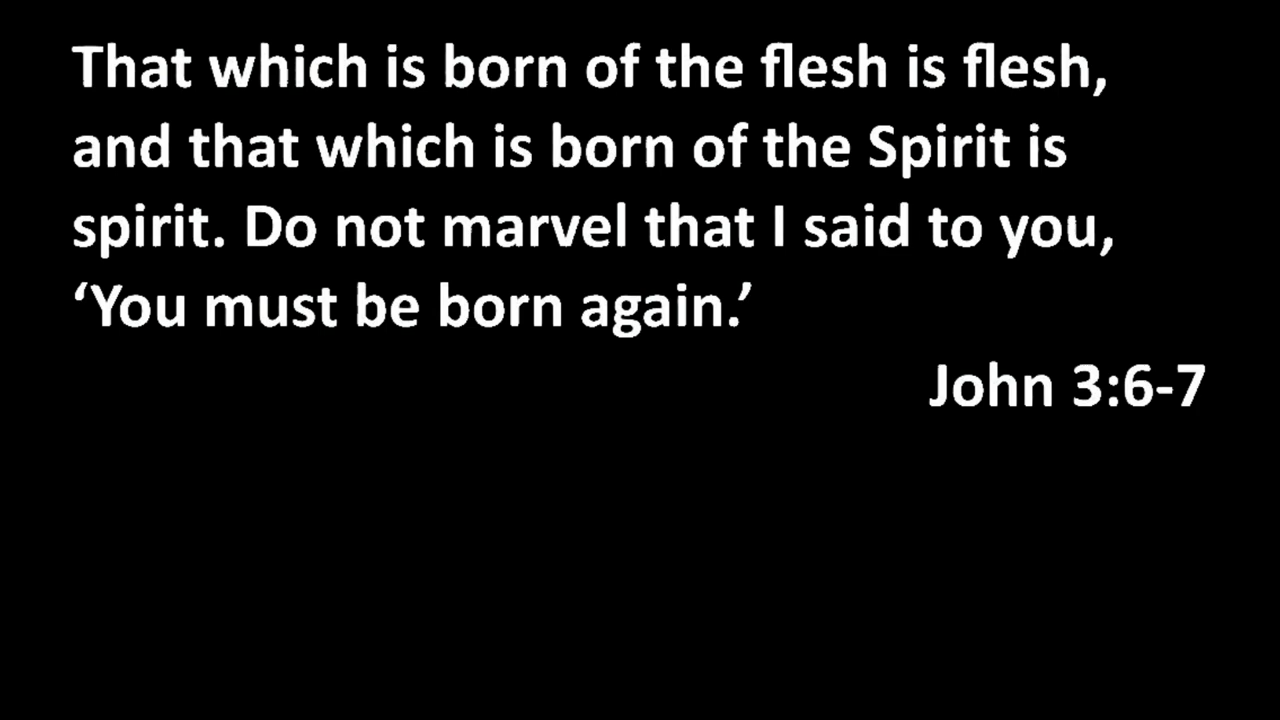 That which is born of the flesh is flesh,
and that which is born of the Spirit is
spirit. Do not marvel that I said to you,
‘You must be born again.’
John 3:6-7